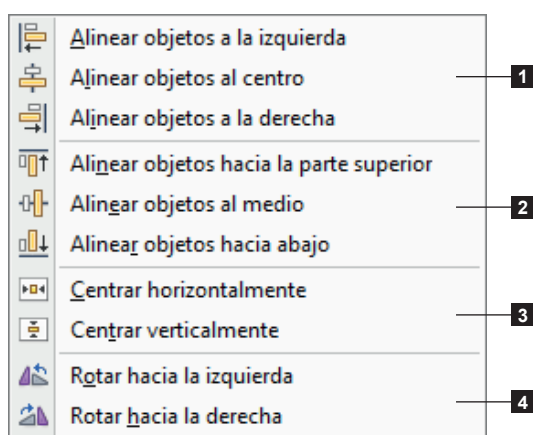 Alinear objetos a la izquierda
Alinear objetos al centro
1
Alinear objetos a la derecha
Alinear objetos hacia la parte superior
Alinear objetos al medio
2
Alinear objetos hacia abajo
Centrar horizontalmente
3
Centrar verticalmente
Rotar hacia la izquierda
4
Rotar hacia la derecha